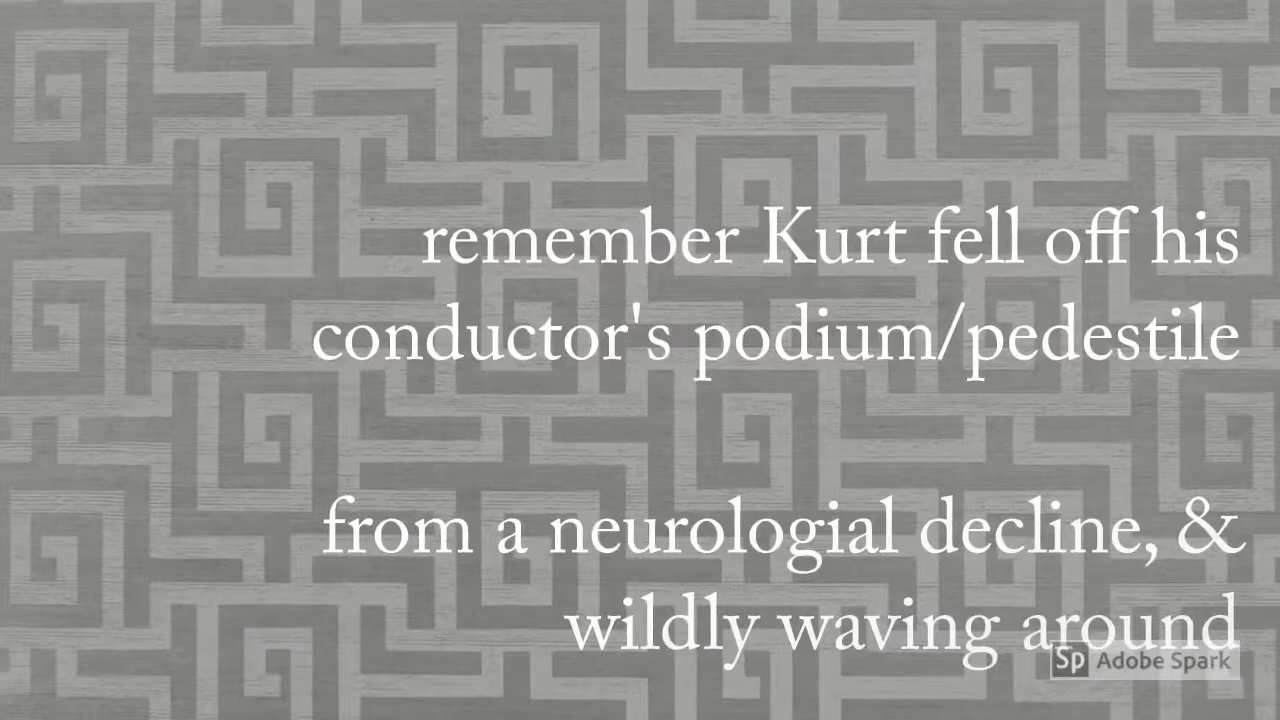 remember Kurt fell off his
conductor's podium/pedestile
from a neurologial decline, &
wildly waving around
Sp Adobe Spark